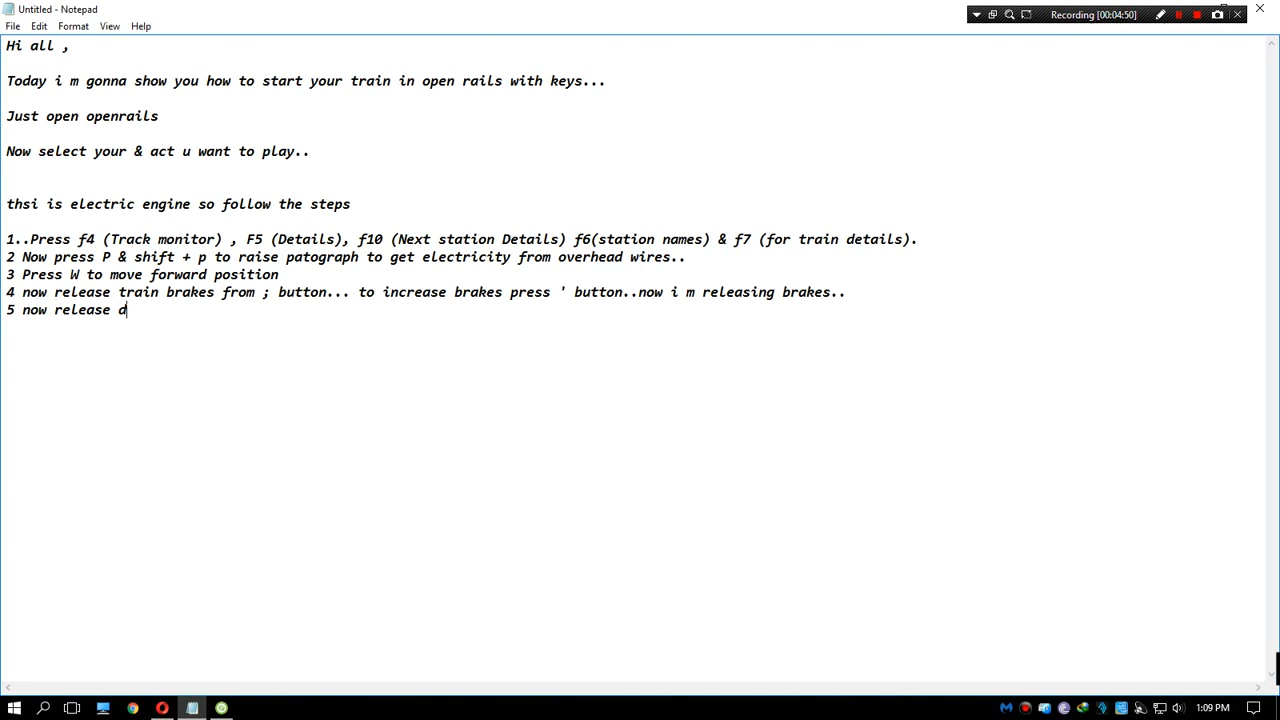 Untitled - Notepad
Recording [00:04:50]
File Edit Format View Help
Hi all ,
Today i m gonna show you how to start your train in open rails with keys...
Just open openrails
Now select your & act u want to play..
thsi is electric engine so follow the steps
1..Press f4 (Track monitor) , F5 (Details), f10 (Next station Details) f6(station names) & f7 (for train details).
2 Now press P & shift + p to raise patograph to get electricity from overhead wires..
3 Press W to move forward position
4 now release train brakes from ; button... to increase brakes press ' button..now i m releasing brakes..
5 now release d
1:09 PM